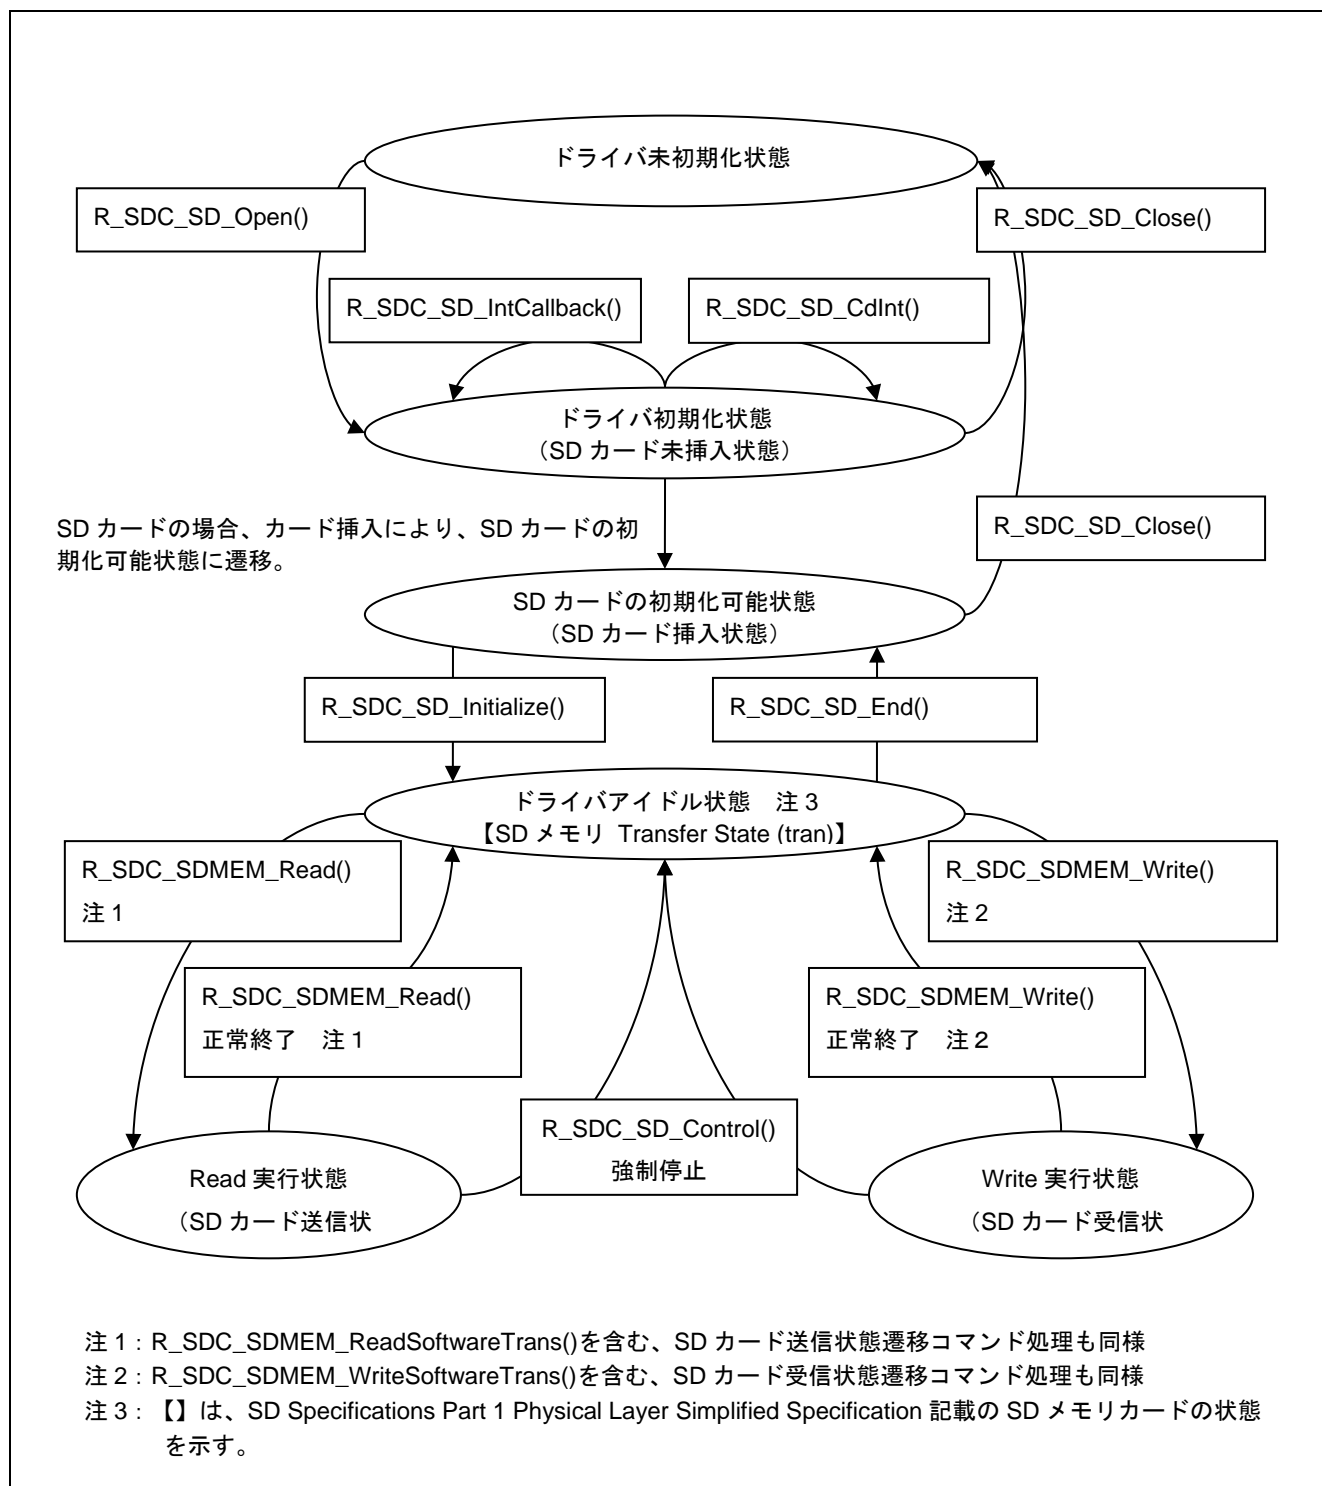 ドライバ未初期化状態
R_SDC_SD_Open()
R_SDC_SD_Close()
R_SDC_SD_IntCallback()
R_SDC_SD_CdInt()
ドライバ初期化状態
（SD カード未挿入状態）
SD カードの場合、カード挿入により、SD カードの初
期化可能状態に遷移。
R_SDC_SD_Close()
SD カードの初期化可能状態
（SD カード挿入状態）
R_SDC_SD_Initialize()
R_SDC_SD_End()
ドライバアイドル状態　注 3
【SD メモリ Transfer State (tran)】
R_SDC_SDMEM_Read()
注 1
R_SDC_SDMEM_Write()
注 2
R_SDC_SDMEM_Read()
正常終了　注 1
R_SDC_SDMEM_Write()
正常終了　注 2
R_SDC_SD_Control()
強制停止
Read 実行状態
（SD カード送信状
Write 実行状態
（SD カード受信状
注 1：R_SDC_SDMEM_ReadSoftwareTrans()を含む、SD カード送信状態遷移コマンド処理も同様
注 2：R_SDC_SDMEM_WriteSoftwareTrans()を含む、SD カード受信状態遷移コマンド処理も同様
注 3：【】は、SD Specifications Part 1 Physical Layer Simplified Specification 記載の SD メモリカードの状態
を示す。